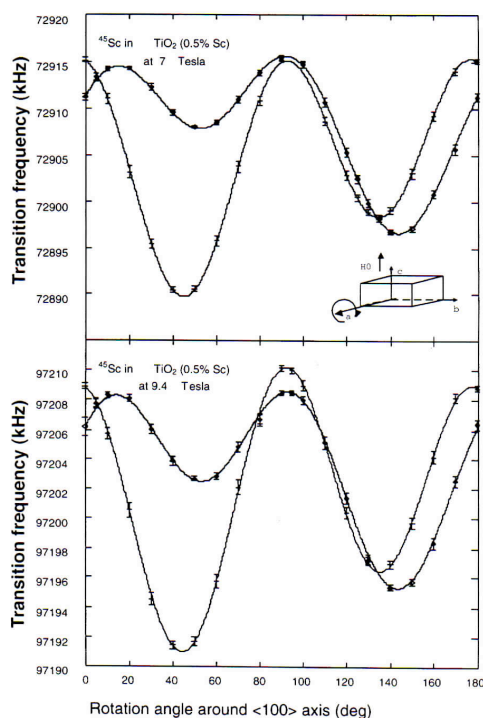 Transition frequency (kHz)
72920
72915
72910
72905
72900
72895
72890
⁴⁵Sc in TiO₂ (0.5% Sc)
at 7 Tesla
H0
c
a
b
Transition frequency (kHz)
97210
97208
97206
97204
97202
97200
97198
97196
97194
97192
97190
⁴⁵Sc in TiO₂ (0.5% Sc)
at 9.4 Tesla
0 20 40 60 80 100 120 140 160 180
Rotation angle around <100> axis (deg)